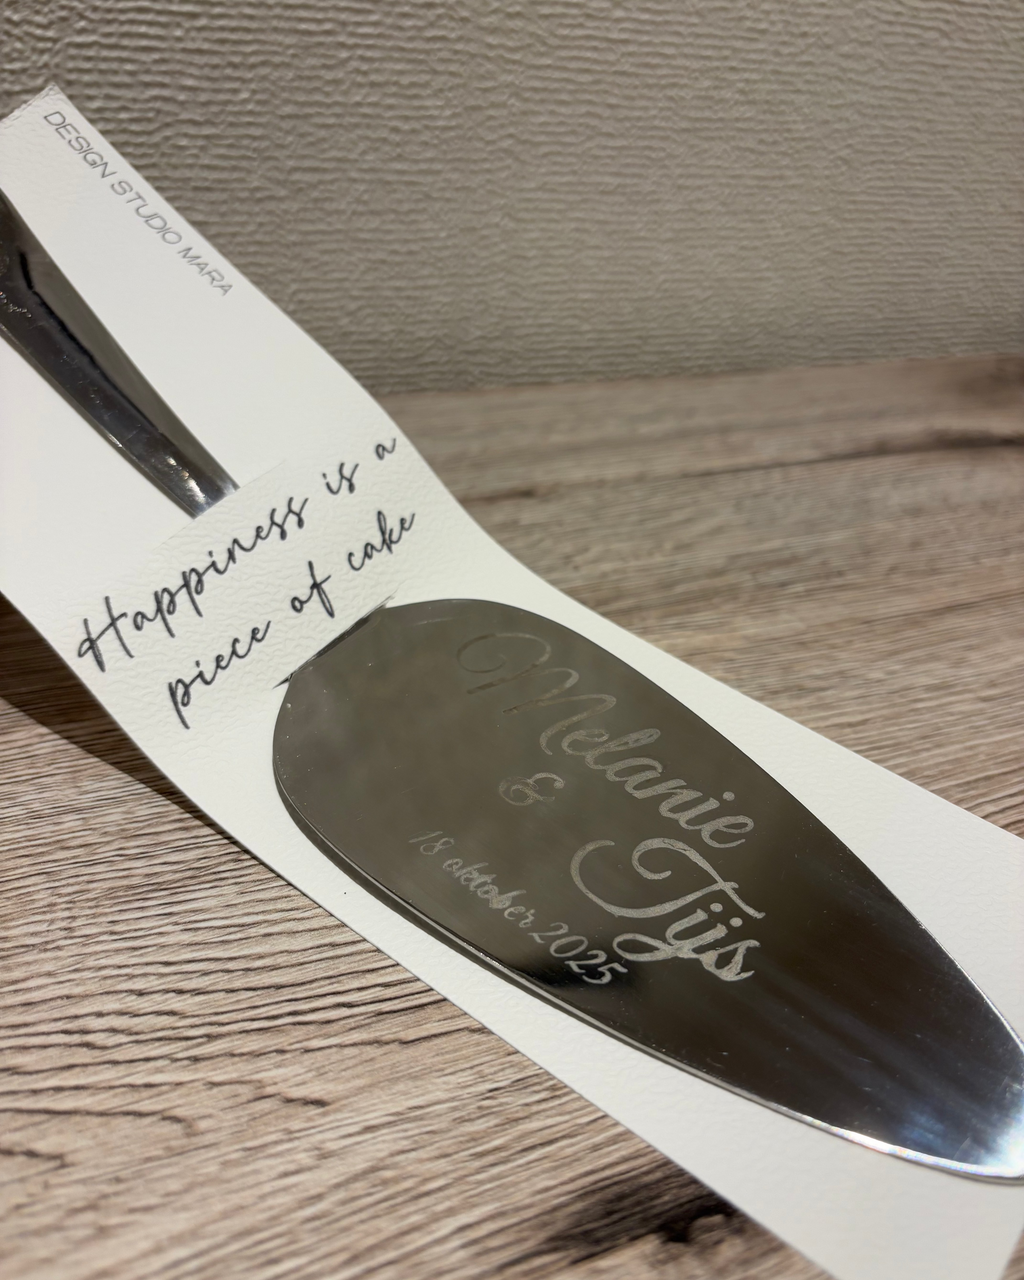 DESIGN STUDIO MARA
Happiness is a
piece of cake
Melanie
&
Tijs
18 oktober 2025